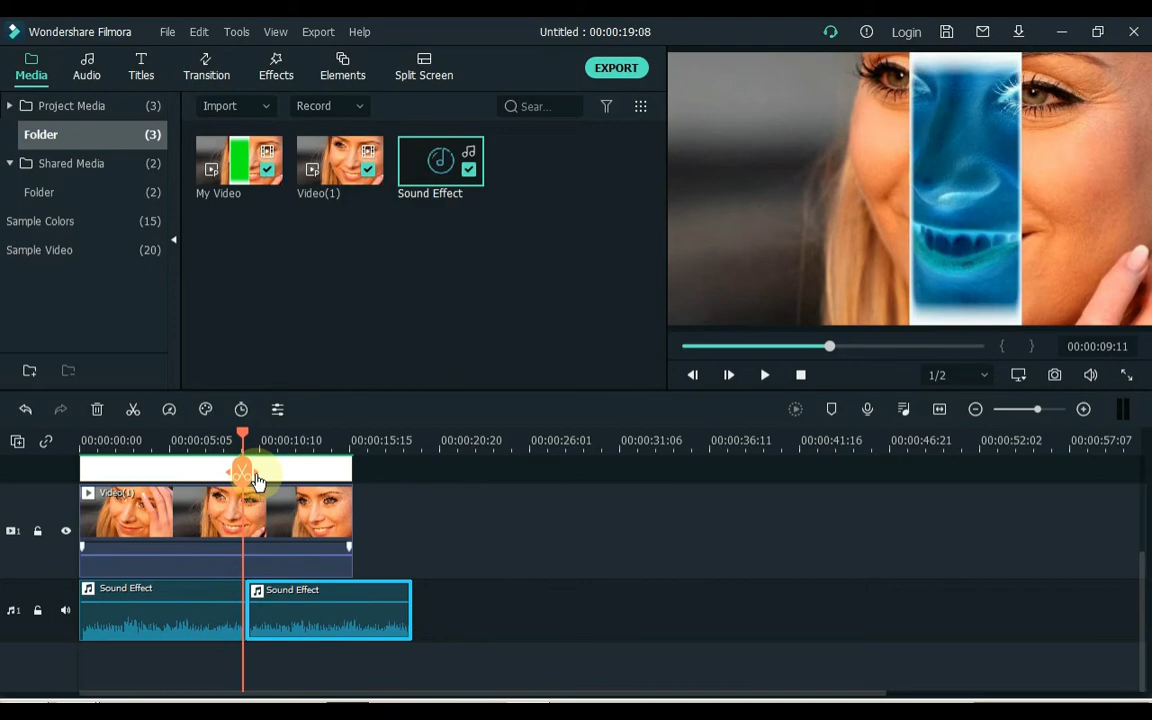 Wondershare Filmora File Edit Tools View Export Help Untitled : 00:00:19:08 Login
Media Audio Titles Transition Effects Elements Split Screen EXPORT
Project Media (3) Import Record Sear...
Folder (3)
Shared Media (2)
Folder (2)
Sample Colors (15)
Sample Video (20)
My Video Video(1) Sound Effect
{ } 00:00:09:11
1/2
00:00:00:00 00:00:05:05 00:00:10:10 00:00:15:15 00:00:20:20 00:00:26:01 00:00:31:06 00:00:36:11 00:00:41:16 00:00:46:21 00:00:52:02 00:00:57:07
Video(1)
1
Sound Effect Sound Effect
1